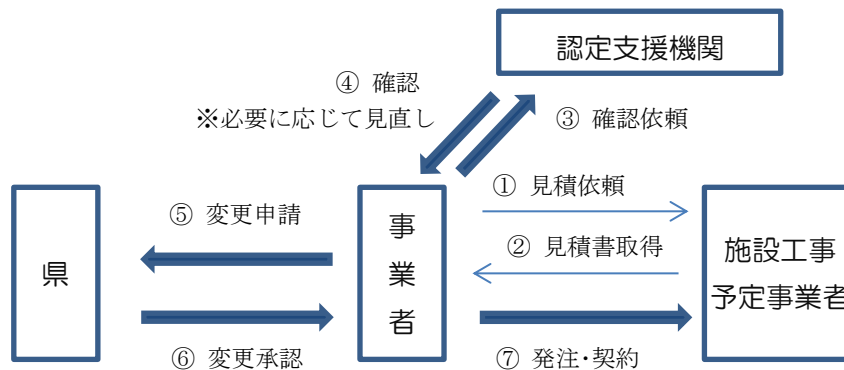 認定支援機関
④ 確認
※必要に応じて見直し
③ 確認依頼
① 見積依頼
⑤ 変更申請
② 見積書取得
県
事
業
者
施設工事
予定事業者
⑥ 変更承認
⑦ 発注・契約